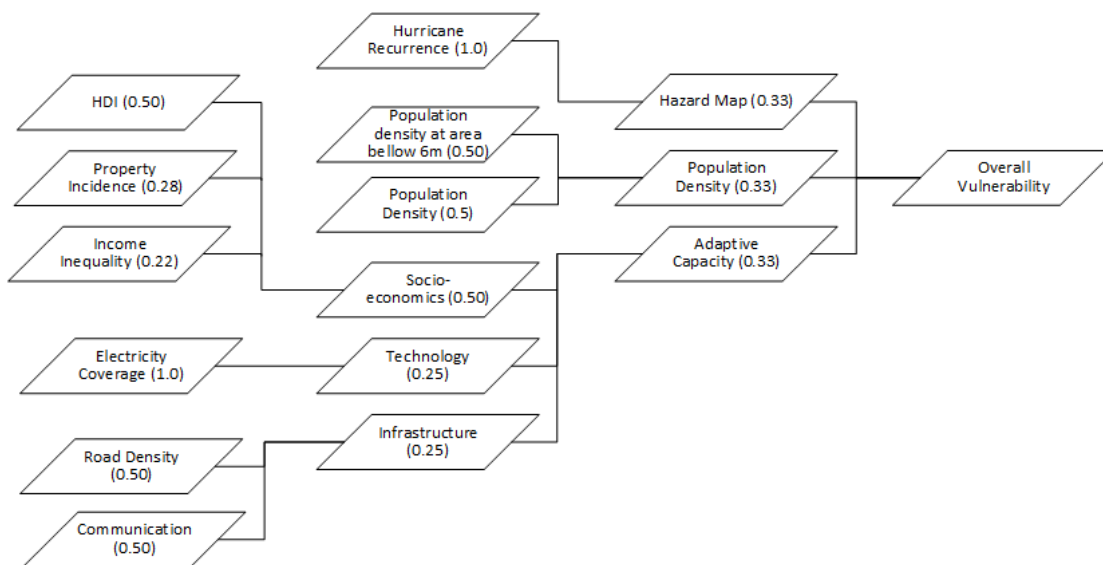 Hurricane
Recurrence (1.0)
HDI (0.50)
Hazard Map (0.33)
Population
density at area
bellow 6m (0.50)
Property
Incidence (0.28)
Population
Density (0.33)
Overall
Vulnerability
Population
Density (0.5)
Income
Inequality (0.22)
Adaptive
Capacity (0.33)
Socio-
economics (0.50)
Electricity
Coverage (1.0)
Technology
(0.25)
Infrastructure
(0.25)
Road Density
(0.50)
Communication
(0.50)